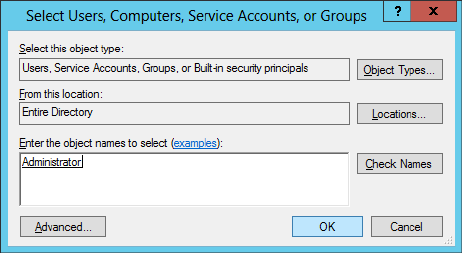 Select Users, Computers, Service Accounts, or Groups
?
Select this object type:
Users, Service Accounts, Groups, or Built-in security principals
Object Types...
From this location:
Entire Directory
Locations...
Enter the object names to select (examples):
Administrator
Check Names
Advanced...
OK
Cancel